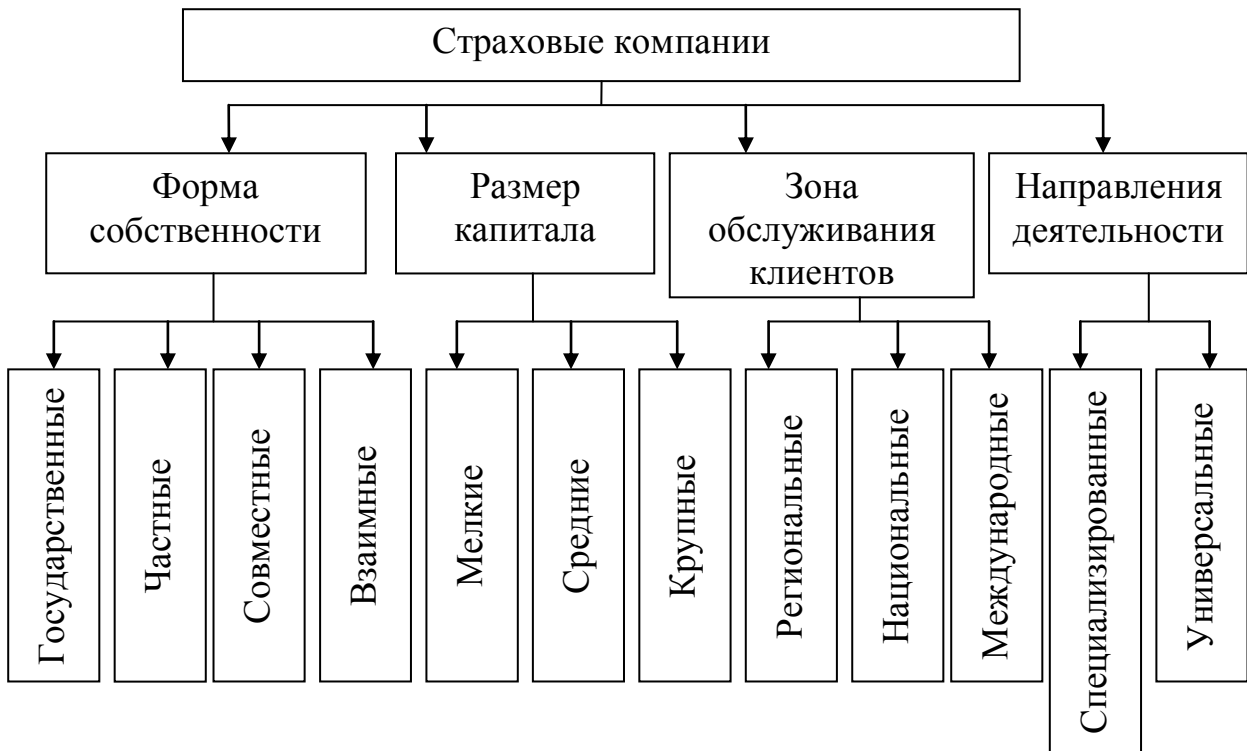 Страховые компании
Форма
собственности
Размер
капитала
Зона
обслуживания
клиентов
Направления
деятельности
Государственные
Частные
Совместные
Взаимные
Мелкие
Средние
Крупные
Региональные
Национальные
Международные
Специализированные
Универсальные